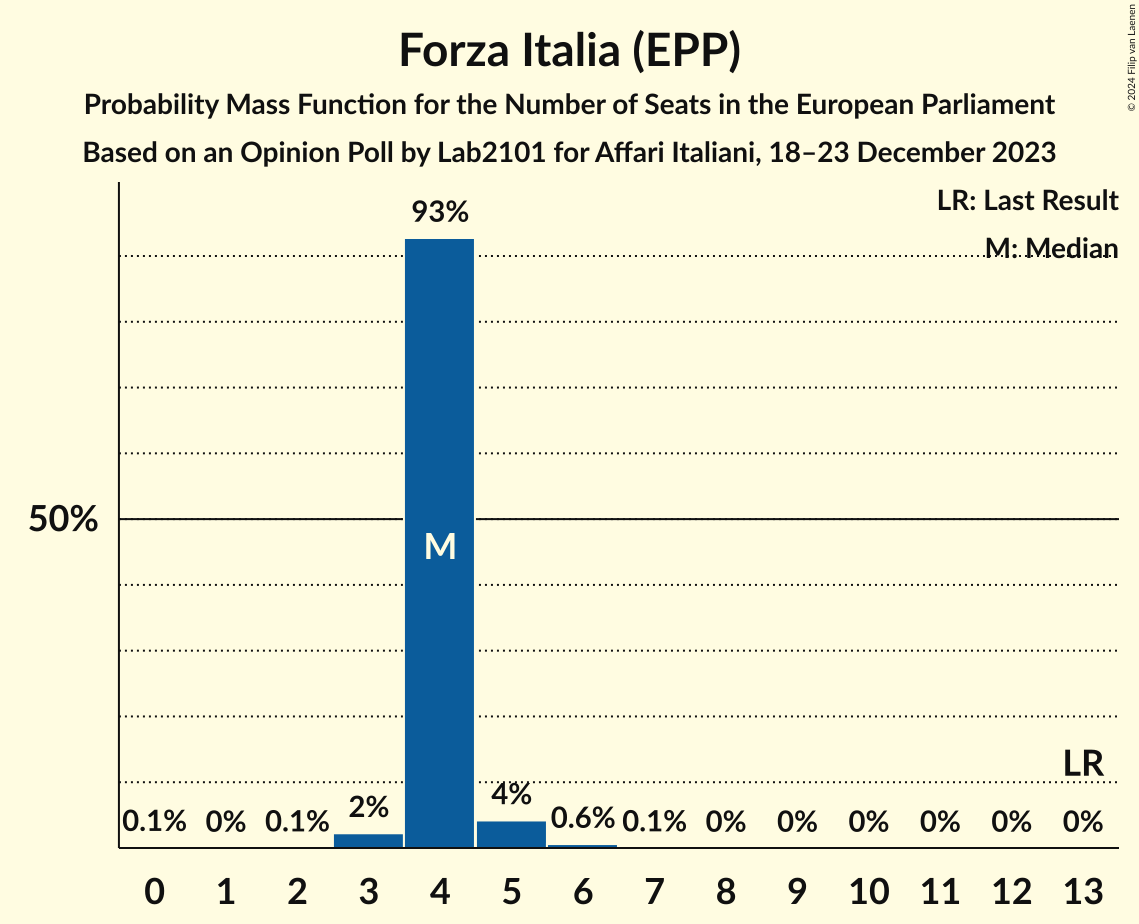 Forza Italia (EPP)
Probability Mass Function for the Number of Seats in the European Parliament
Based on an Opinion Poll by Lab2101 for Affari Italiani, 18–23 December 2023
© 2024 Filip van Laenen
LR: Last Result
M: Median
93%
50%
M
LR
0.1% 0% 0.1% 2% 4% 0.6% 0.1% 0% 0% 0% 0% 0% 0%
0 1 2 3 4 5 6 7 8 9 10 11 12 13